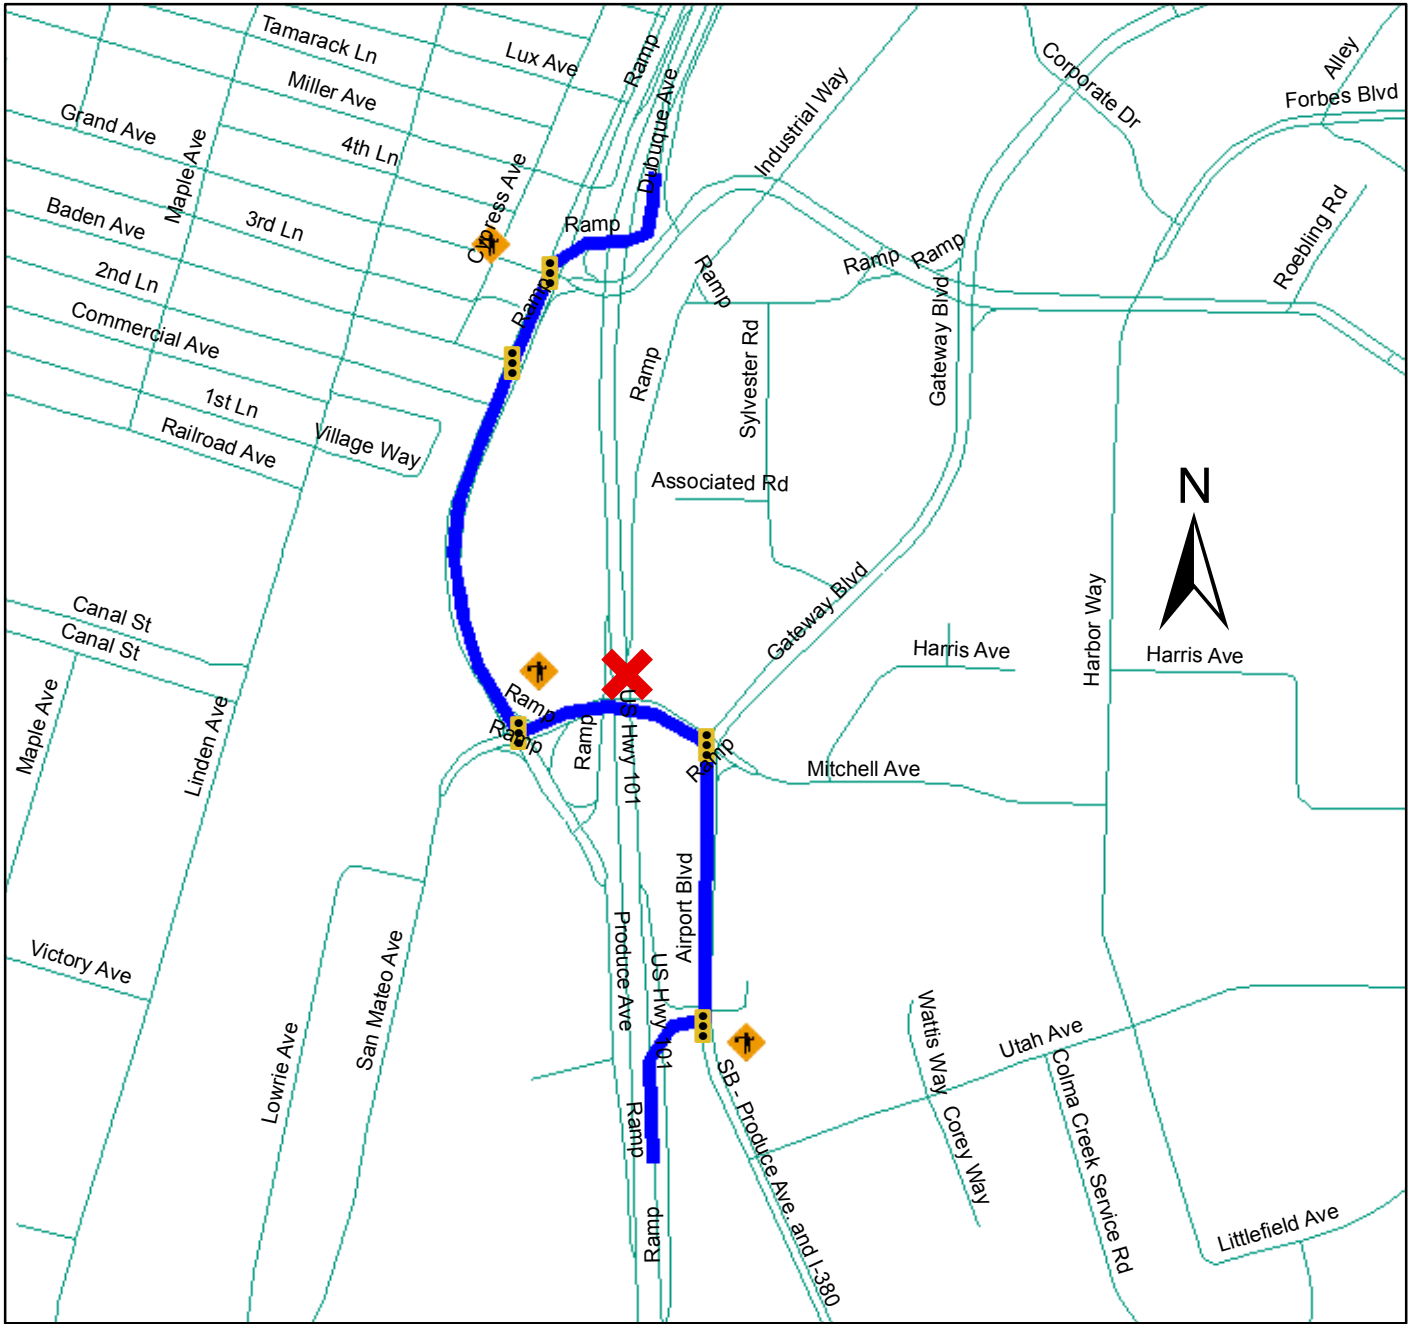 Tamarack Ln
Lux Ave
Ramp
Corporate Dr
Alley
Miller Ave
Dubuque Ave
Industrial Way
Forbes Blvd
Grand Ave
4th Ln
Maple Ave
Cypress Ave
Baden Ave
3rd Ln
Ramp
Ramp
Ramp
Ramp
Roebling Rd
2nd Ln
Ramp
Gateway Blvd
Commercial Ave
Ramp
Sylvester Rd
1st Ln
Village Way
Railroad Ave
Associated Rd
N
Canal St
Canal St
Gateway Blvd
Harbor Way
Harris Ave
Harris Ave
Maple Ave
Linden Ave
Ramp
Ramp
Ramp
US Hwy 101
Ramp
Mitchell Ave
Airport Blvd
Victory Ave
San Mateo Ave
Produce Ave
US Hwy 101
Lowrie Ave
Wattis Way
Utah Ave
SB - Produce Ave. and I-380
Ramp
Corey Way
Colma Creek Service Rd
Ramp
Littlefield Ave